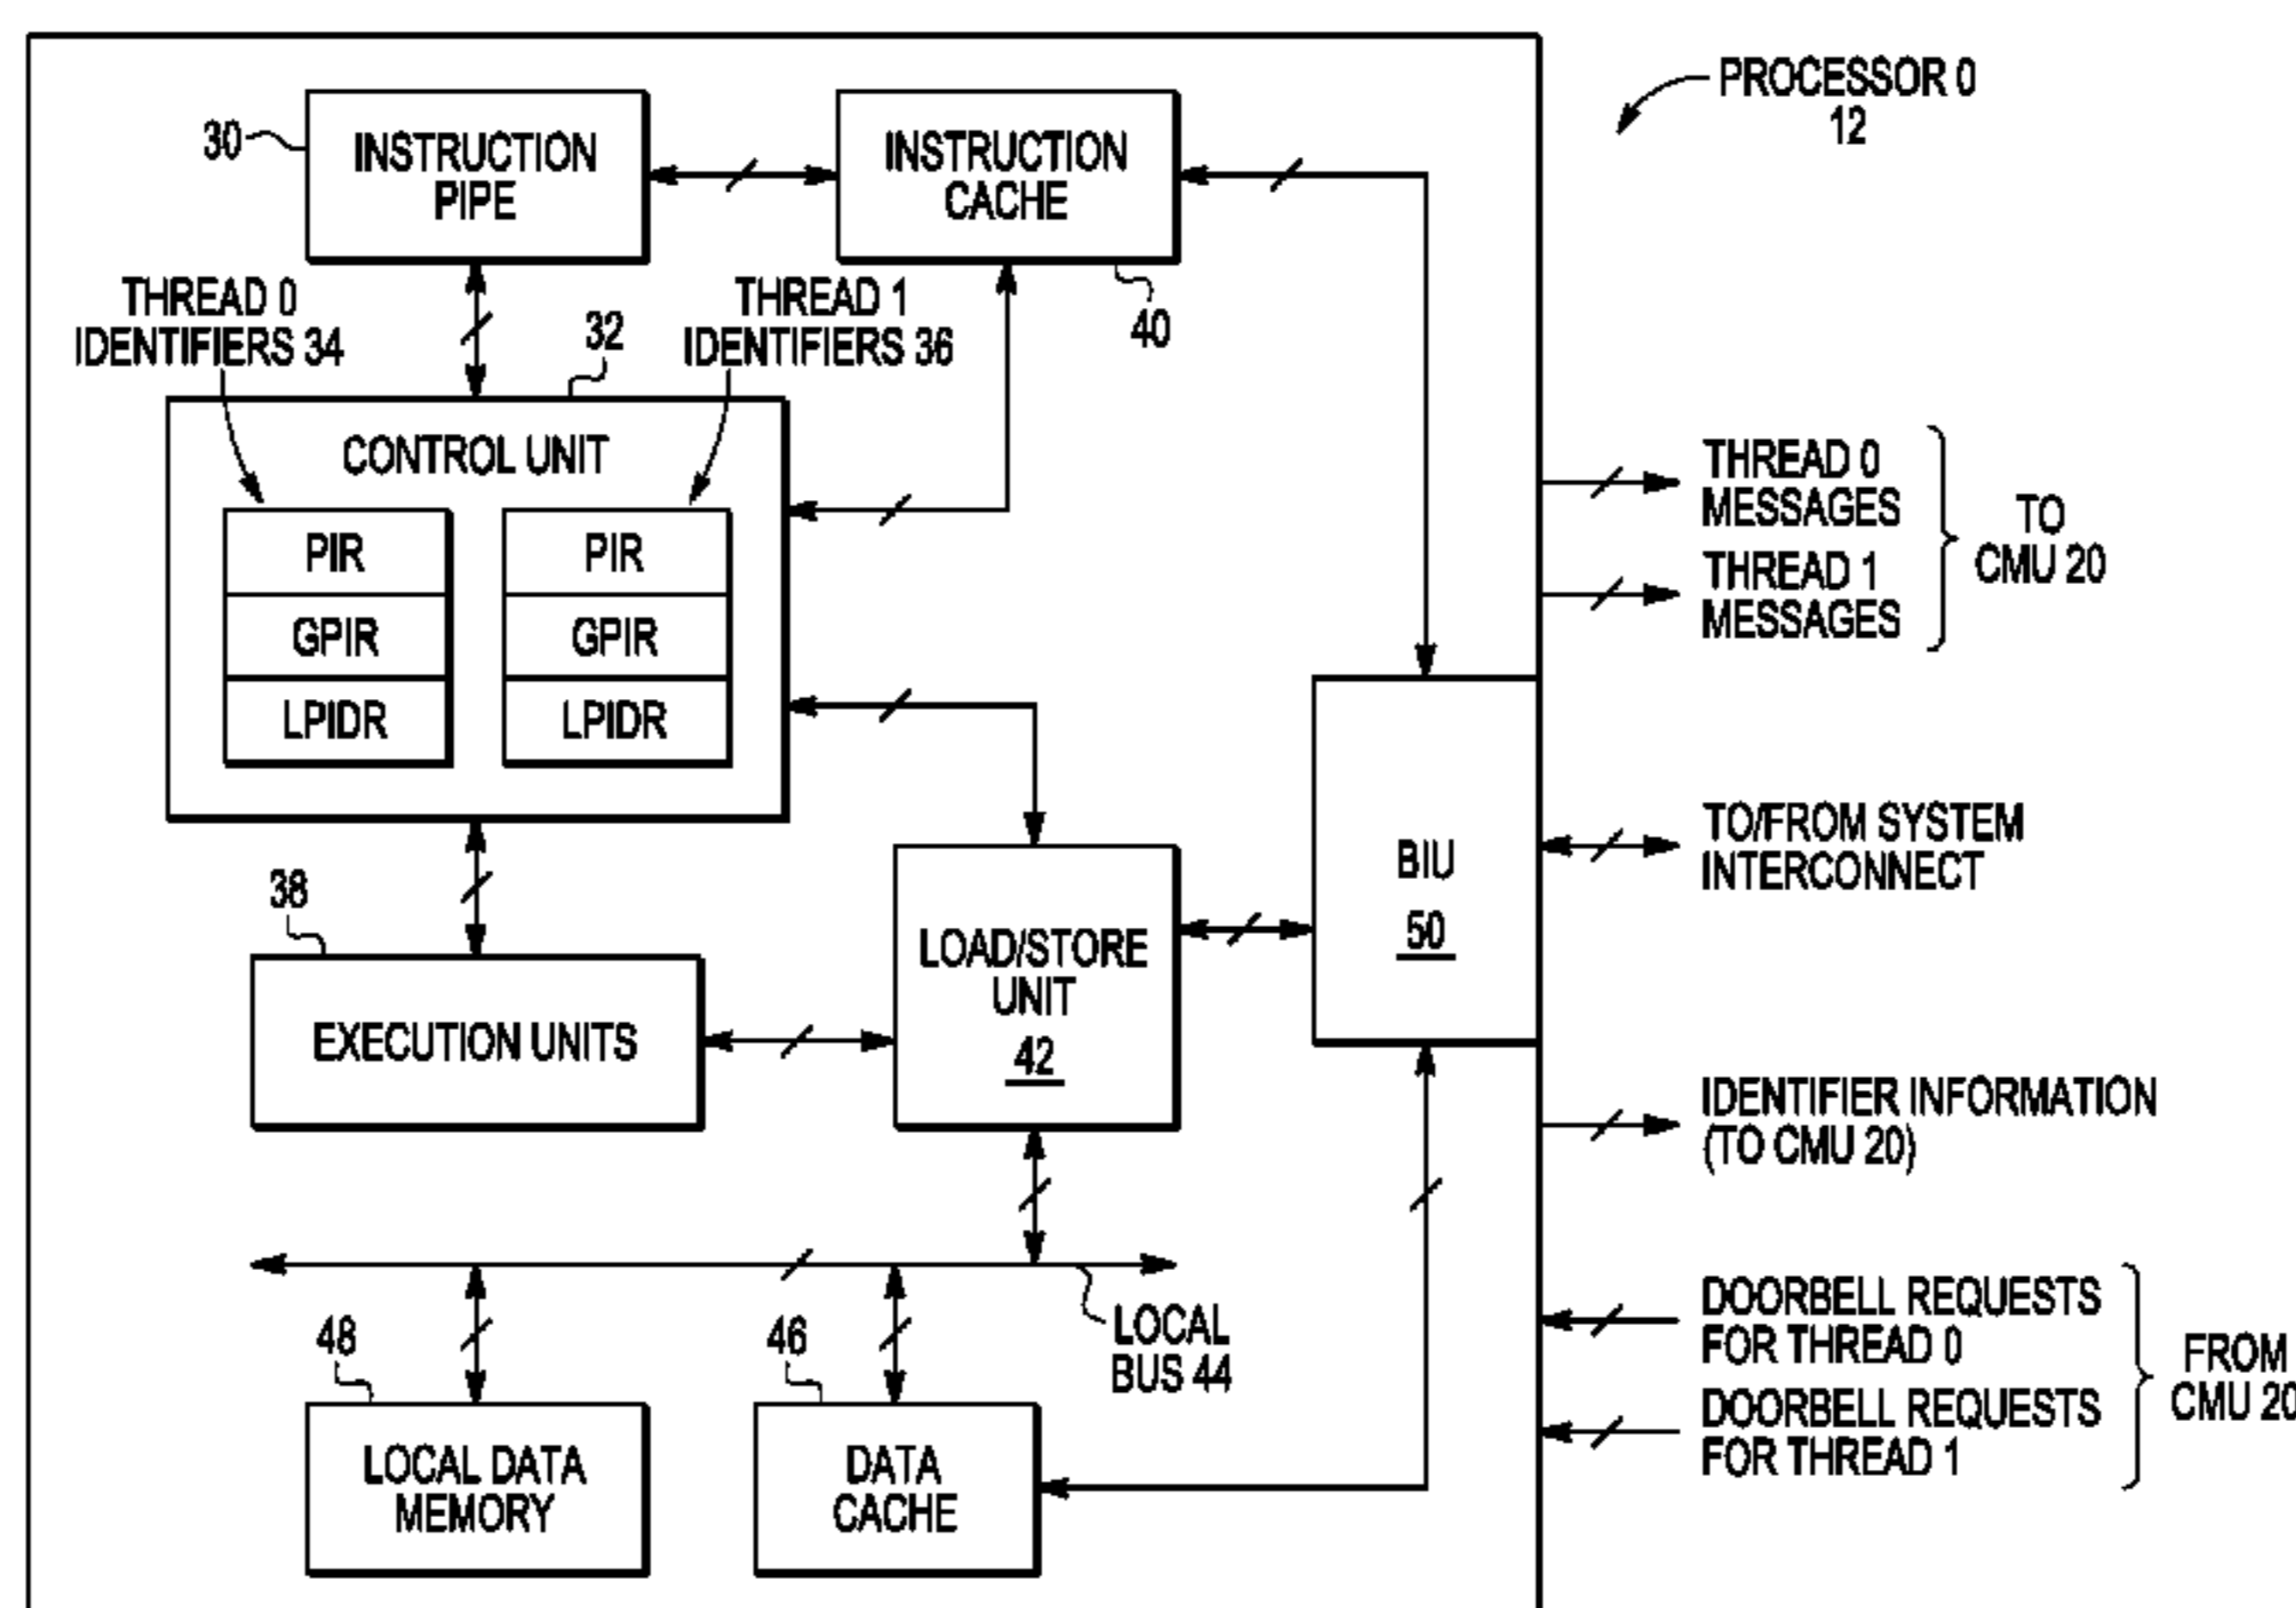 PROCESSOR 0
12
30
INSTRUCTION
PIPE
INSTRUCTION
CACHE
40
THREAD 0
IDENTIFIERS 34
32
THREAD 1
IDENTIFIERS 36
CONTROL UNIT
PIR
GPIR
LPIDR
PIR
GPIR
LPIDR
THREAD 0
MESSAGES
THREAD 1
MESSAGES
TO
CMU 20
TO/FROM SYSTEM
INTERCONNECT
BIU
50
38
EXECUTION UNITS
LOAD/STORE
UNIT
42
IDENTIFIER INFORMATION
(TO CMU 20)
LOCAL
BUS 44
48
LOCAL DATA
MEMORY
46
DATA
CACHE
DOORBELL REQUESTS
FOR THREAD 0
DOORBELL REQUESTS
FOR THREAD 1
FROM
CMU 20